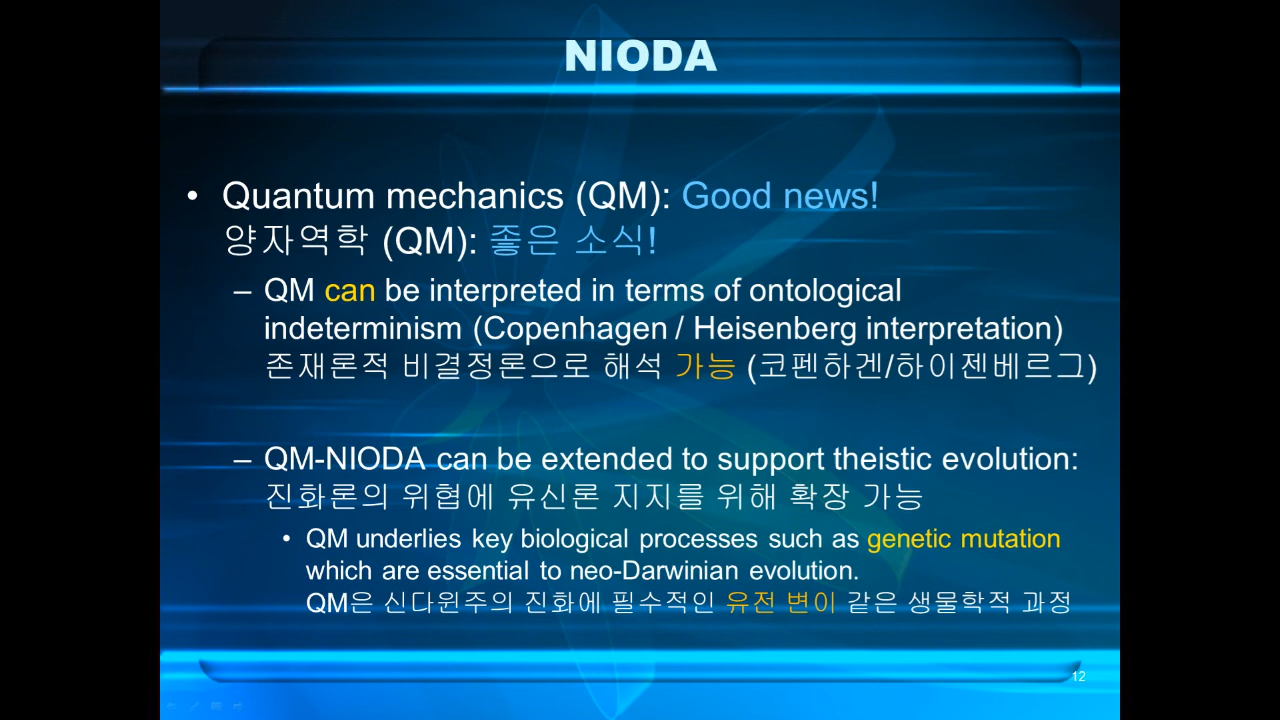 NIODA
• Quantum mechanics (QM): Good news!
양자역학 (QM): 좋은 소식!
– QM can be interpreted in terms of ontological
indeterminism (Copenhagen / Heisenberg interpretation)
존재론적 비결정론으로 해석 가능 (코펜하겐/하이젠베르그)
– QM-NIODA can be extended to support theistic evolution:
진화론의 위협에 유신론 지지를 위해 확장 가능
• QM underlies key biological processes such as genetic mutation
which are essential to neo-Darwinian evolution.
QM은 신다윈주의 진화에 필수적인 유전 변이 같은 생물학적 과정
12